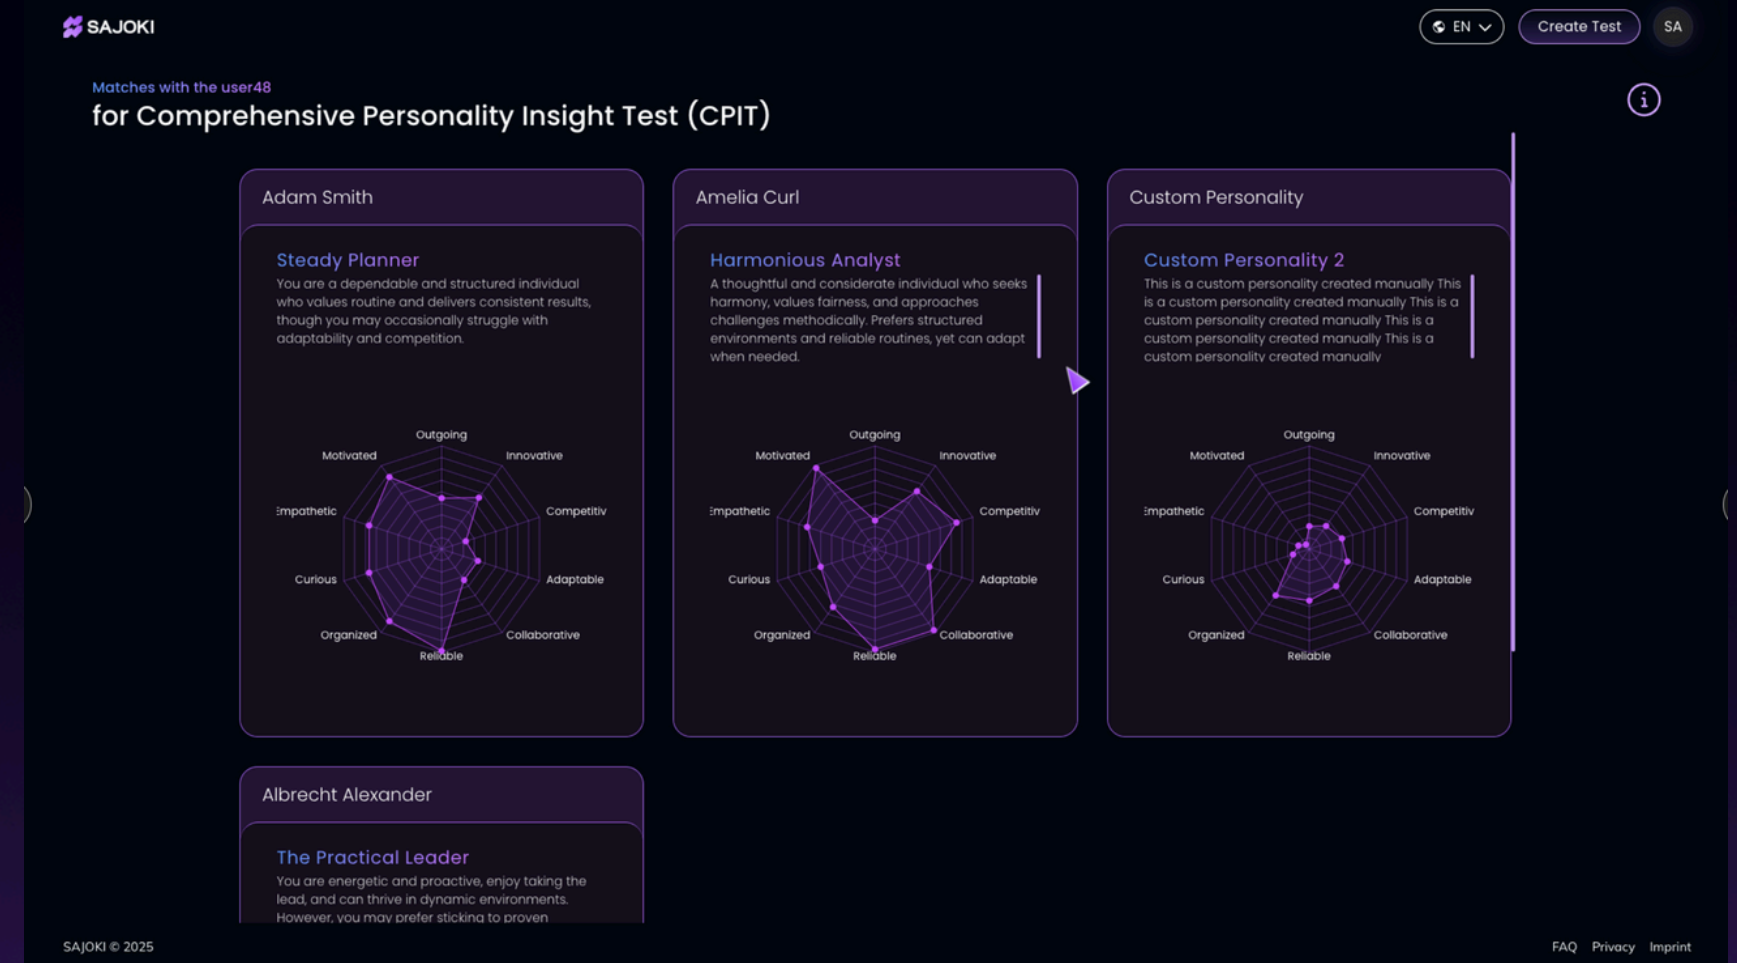 SAJOKI
EN
Create Test
SA
Matches with the user48
for Comprehensive Personality Insight Test (CPIT)
Adam Smith
Steady Planner
You are a dependable and structured individual
who values routine and delivers consistent results,
though you may occasionally struggle with
adaptability and competition.
Outgoing
Motivated
Innovative
Empathetic
Competitiv
Curious
Adaptable
Organized
Collaborative
Reliable
Amelia Curl
Harmonious Analyst
A thoughtful and considerate individual who seeks
harmony, values fairness, and approaches
challenges methodically. Prefers structured
environments and reliable routines, yet can adapt
when needed.
Outgoing
Motivated
Innovative
Empathetic
Competitiv
Curious
Adaptable
Organized
Collaborative
Reliable
Custom Personality
Custom Personality 2
This is a custom personality created manually This
is a custom personality created manually This is a
custom personality created manually This is a
custom personality created manually This is a
custom personality created manually
Outgoing
Motivated
Innovative
Empathetic
Competitiv
Curious
Adaptable
Organized
Collaborative
Reliable
Albrecht Alexander
The Practical Leader
You are energetic and proactive, enjoy taking the
lead, and can thrive in dynamic environments.
However, you may prefer sticking to proven
SAJOKI © 2025
FAQ
Privacy
Imprint